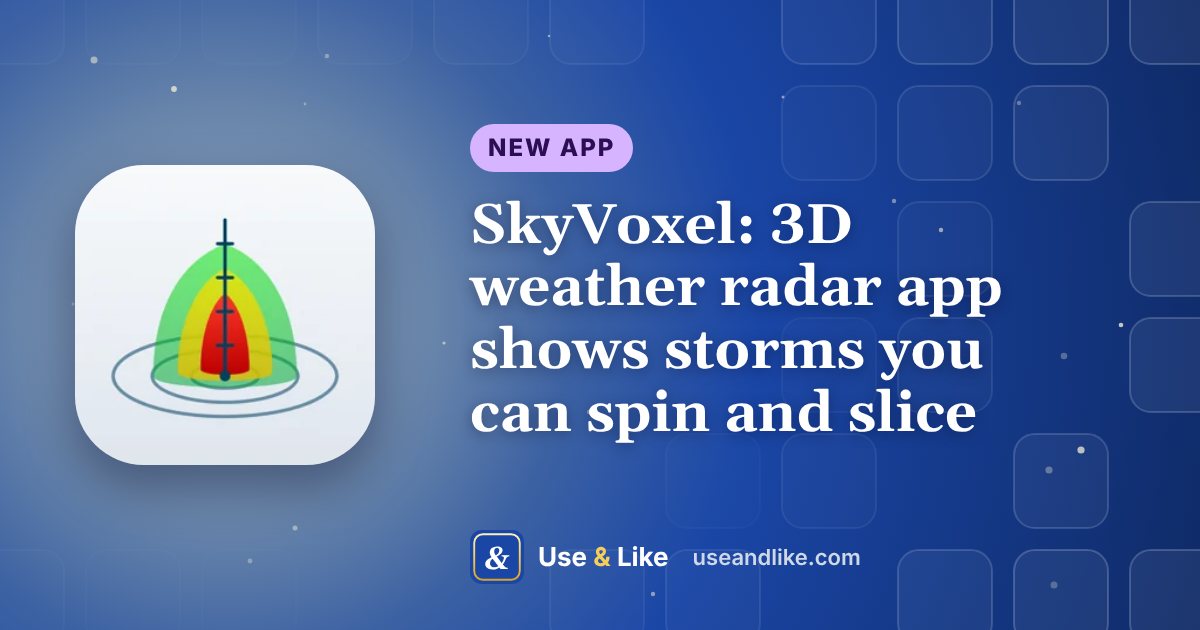 NEW APP
SkyVoxel: 3D
weather radar app
shows storms you
can spin and slice
& Use & Like useandlike.com